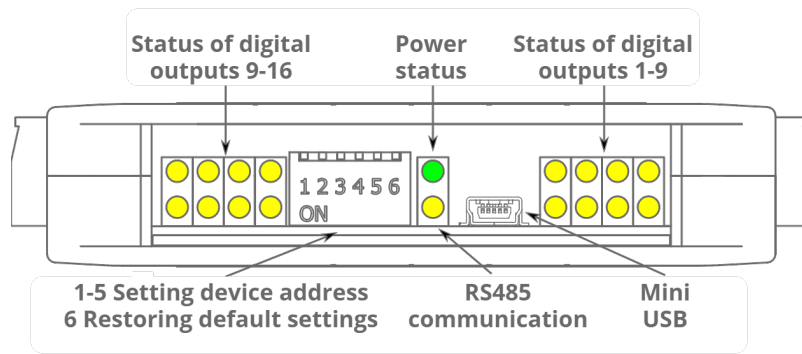 Status of digital
outputs 9-16
Power
status
Status of digital
outputs 1-9
1 2 3 4 5 6
ON
1-5 Setting device address
6 Restoring default settings
RS485
communication
Mini
USB